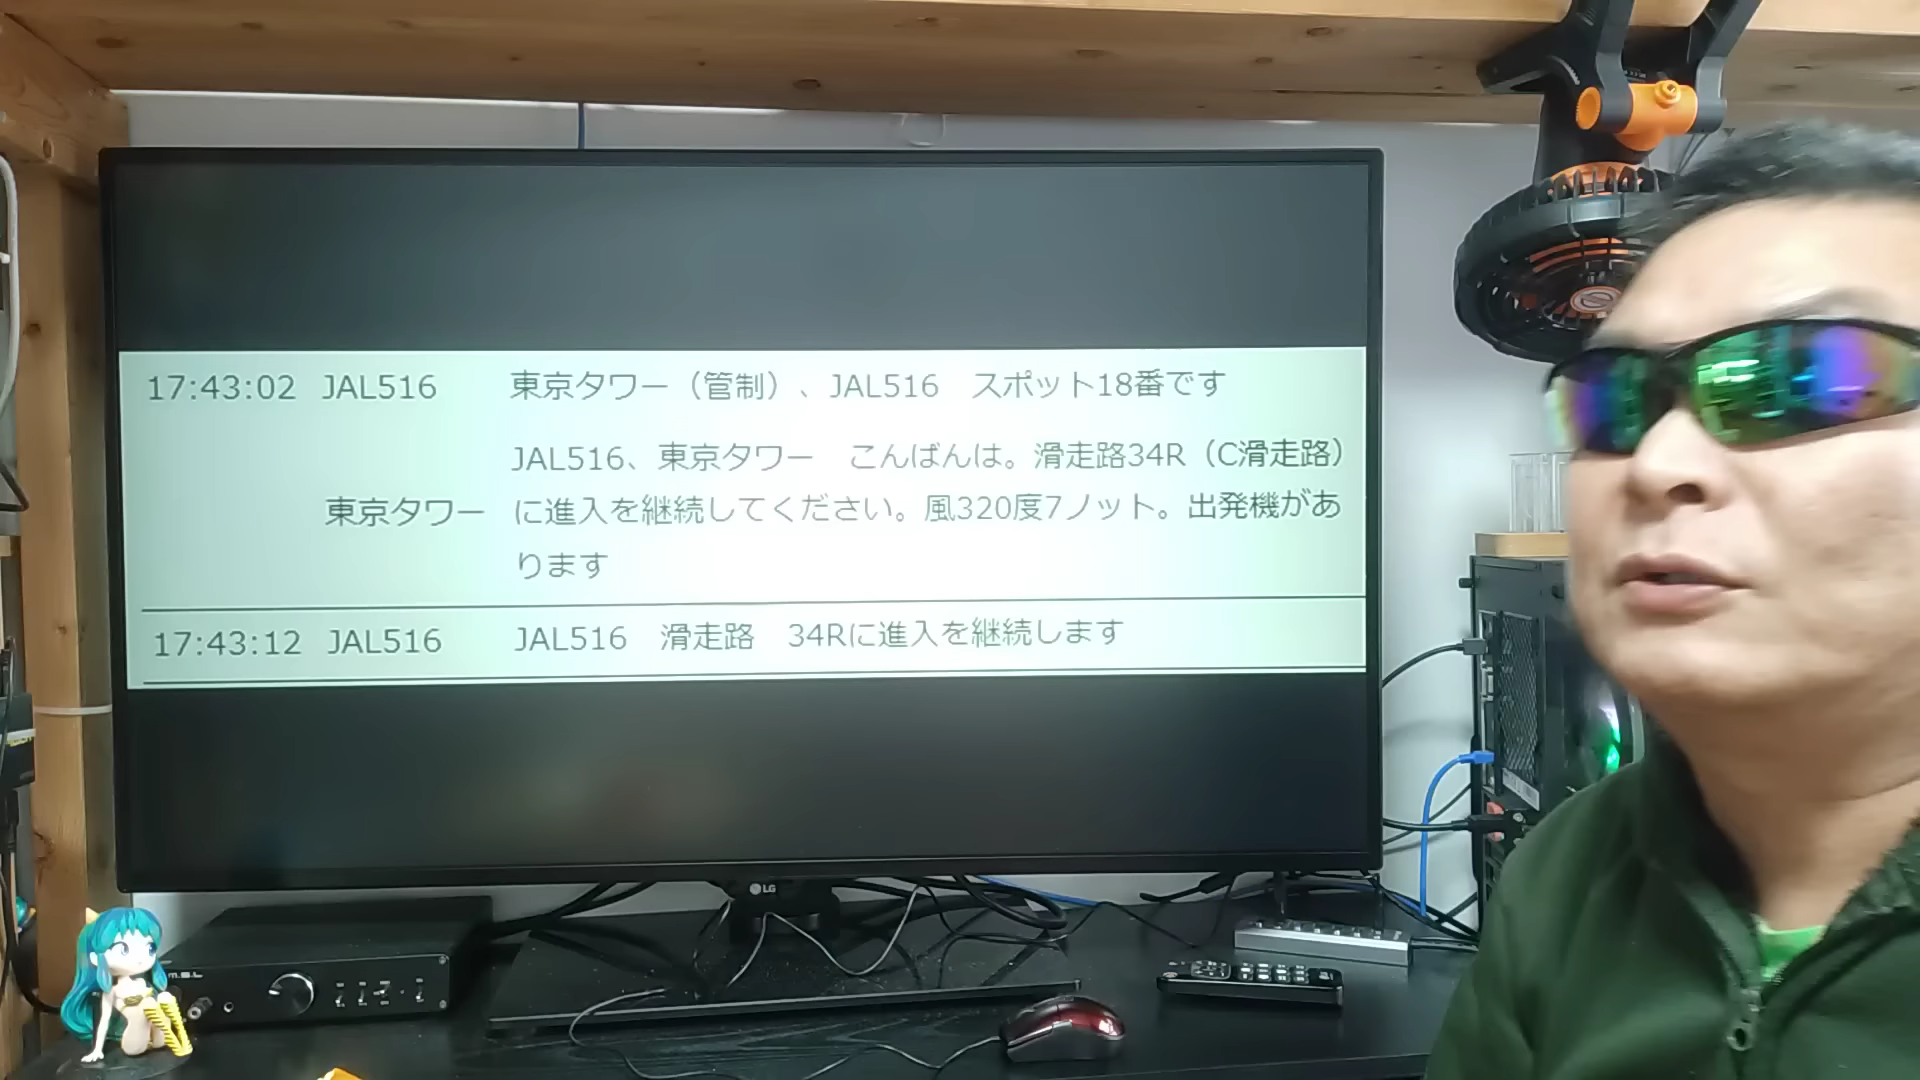 17:43:02 JAL516 東京タワー（管制）、JAL516 スポット18番です
JAL516、東京タワー こんばんは。滑走路34R（C滑走路）
東京タワー に進入を継続してください。風320度7ノット。出発機があ
ります
17:43:12 JAL516 JAL516 滑走路 34Rに進入を継続します
LG